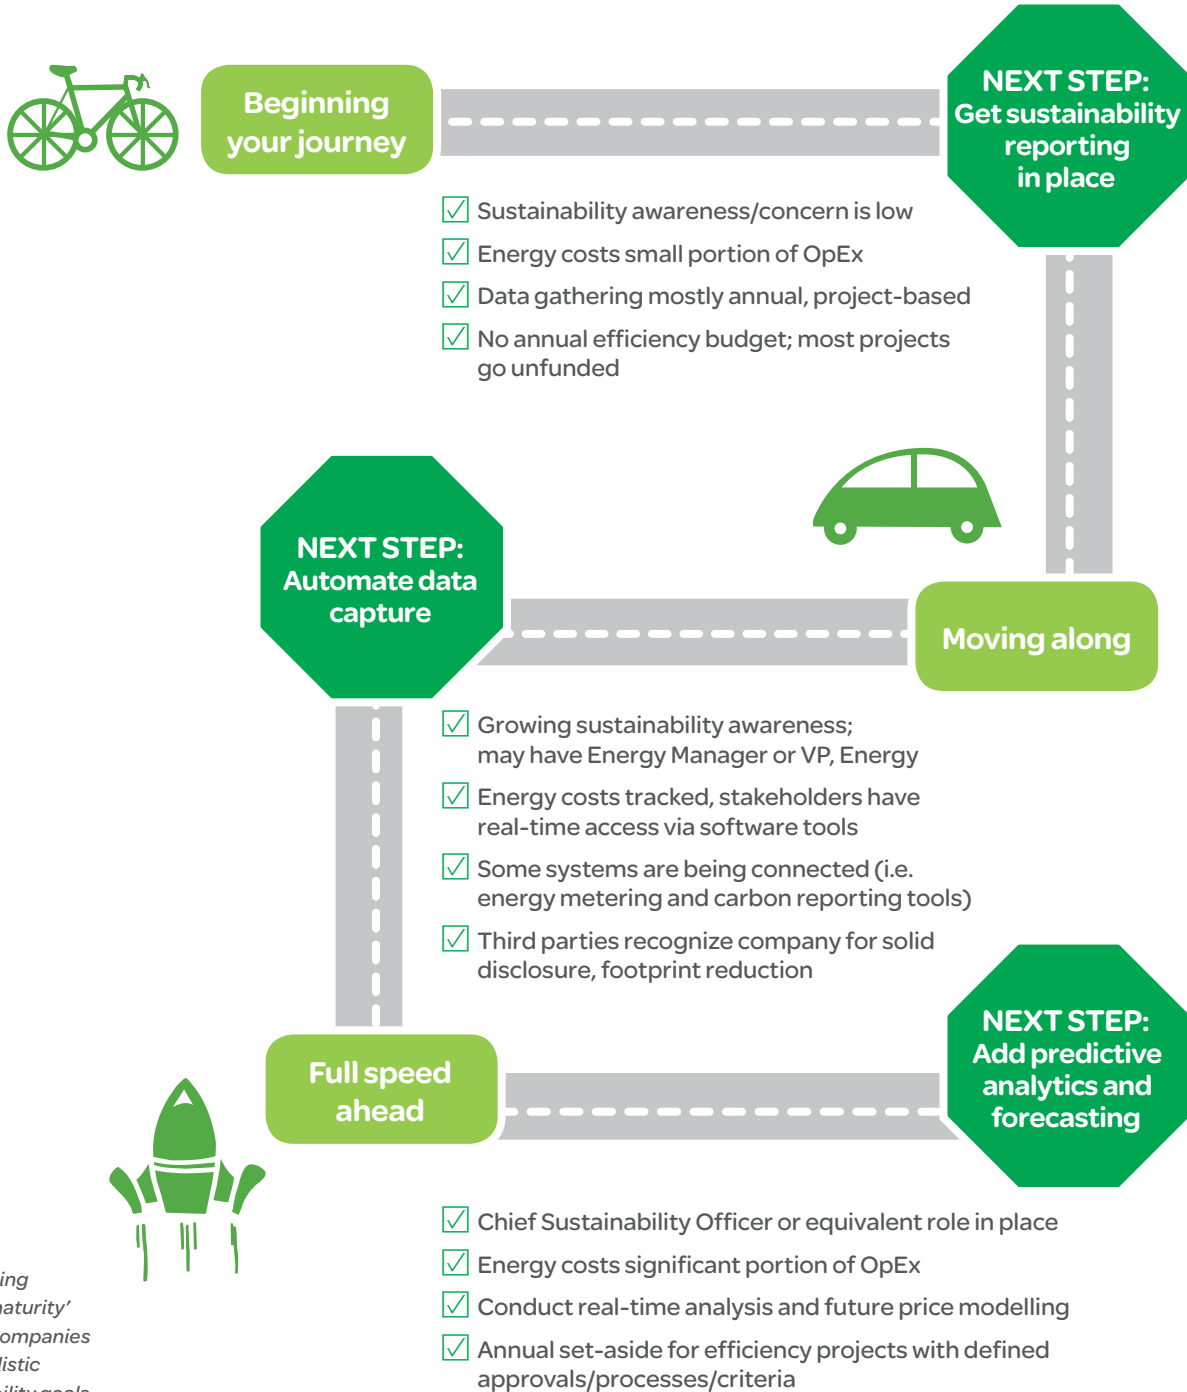 Beginning
your journey
NEXT STEP:
Get sustainability
reporting
in place
Sustainability awareness/concern is low
Energy costs small portion of OpEx
Data gathering mostly annual, project-based
No annual efficiency budget; most projects
go unfunded
NEXT STEP:
Automate data
capture
Moving along
Growing sustainability awareness;
may have Energy Manager or VP, Energy
Energy costs tracked, stakeholders have
real-time access via software tools
Some systems are being connected (i.e.
energy metering and carbon reporting tools)
Third parties recognize company for solid
disclosure, footprint reduction
Full speed
ahead
NEXT STEP:
Add predictive
analytics and
forecasting
Chief Sustainability Officer or equivalent role in place
Energy costs significant portion of OpEx
Conduct real-time analysis and future price modelling
Annual set-aside for efficiency projects with defined
approvals/processes/criteria
companies